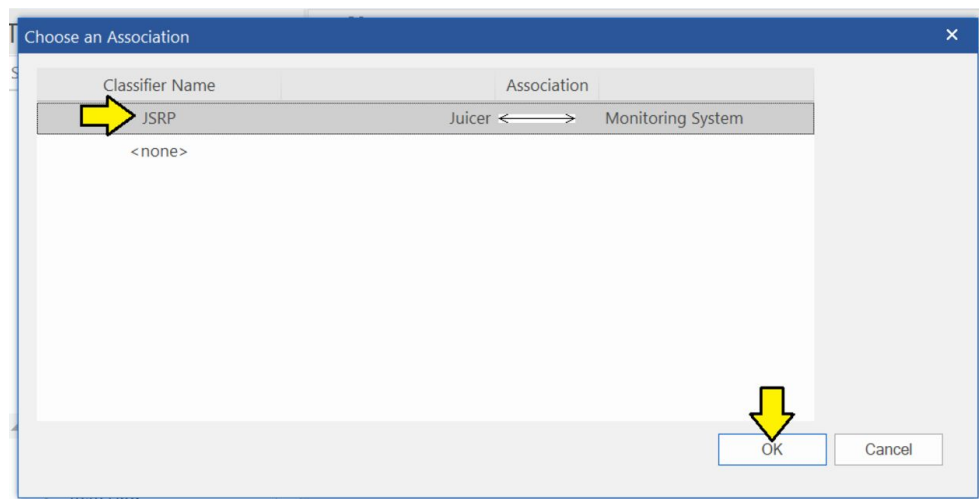 Choose an Association
Classifier Name Association
JSRP Juicer Monitoring System
<none>
OK Cancel